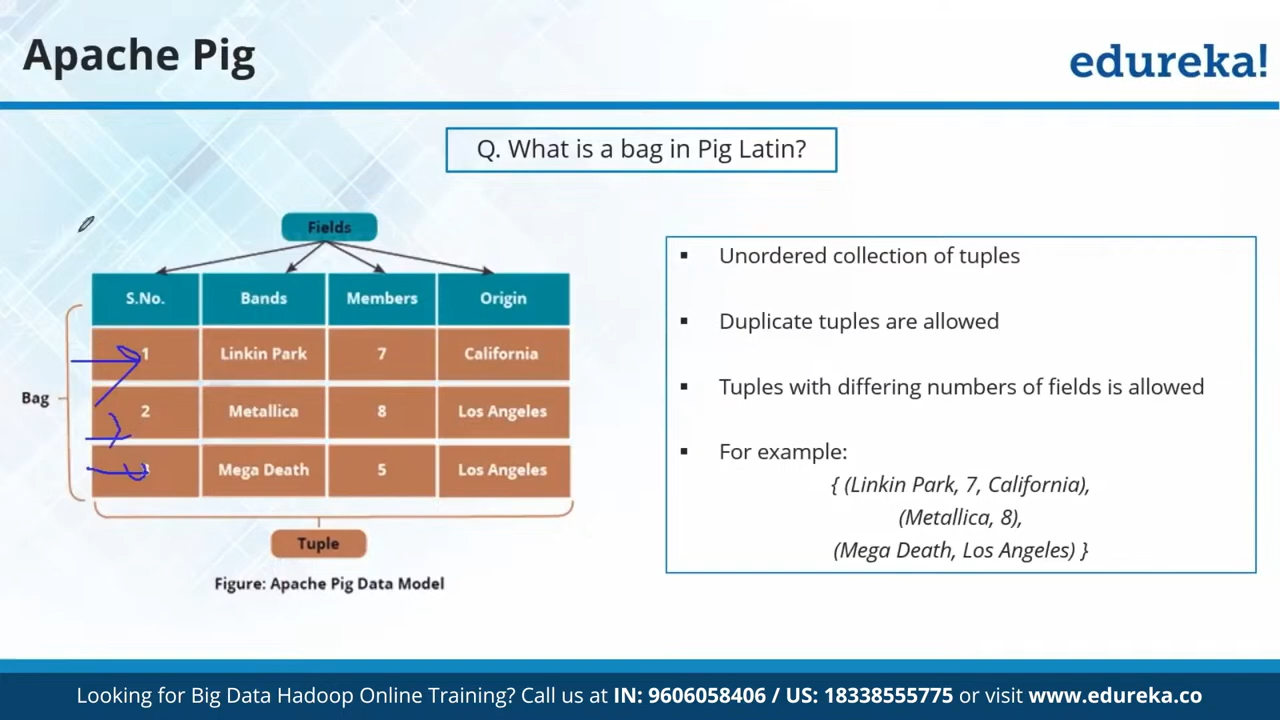 Apache Pig
edureka!
Q. What is a bag in Pig Latin?
Fields
S.No. Bands Members Origin
1 Linkin Park 7 California
2 Metallica 8 Los Angeles
3 Mega Death 5 Los Angeles
Bag
Tuple
Figure: Apache Pig Data Model
▪ Unordered collection of tuples
▪ Duplicate tuples are allowed
▪ Tuples with differing numbers of fields is allowed
▪ For example:
{ (Linkin Park, 7, California),
(Metallica, 8),
(Mega Death, Los Angeles) }
Looking for Big Data Hadoop Online Training? Call us at IN: 9606058406 / US: 18338555775 or visit www.edureka.co